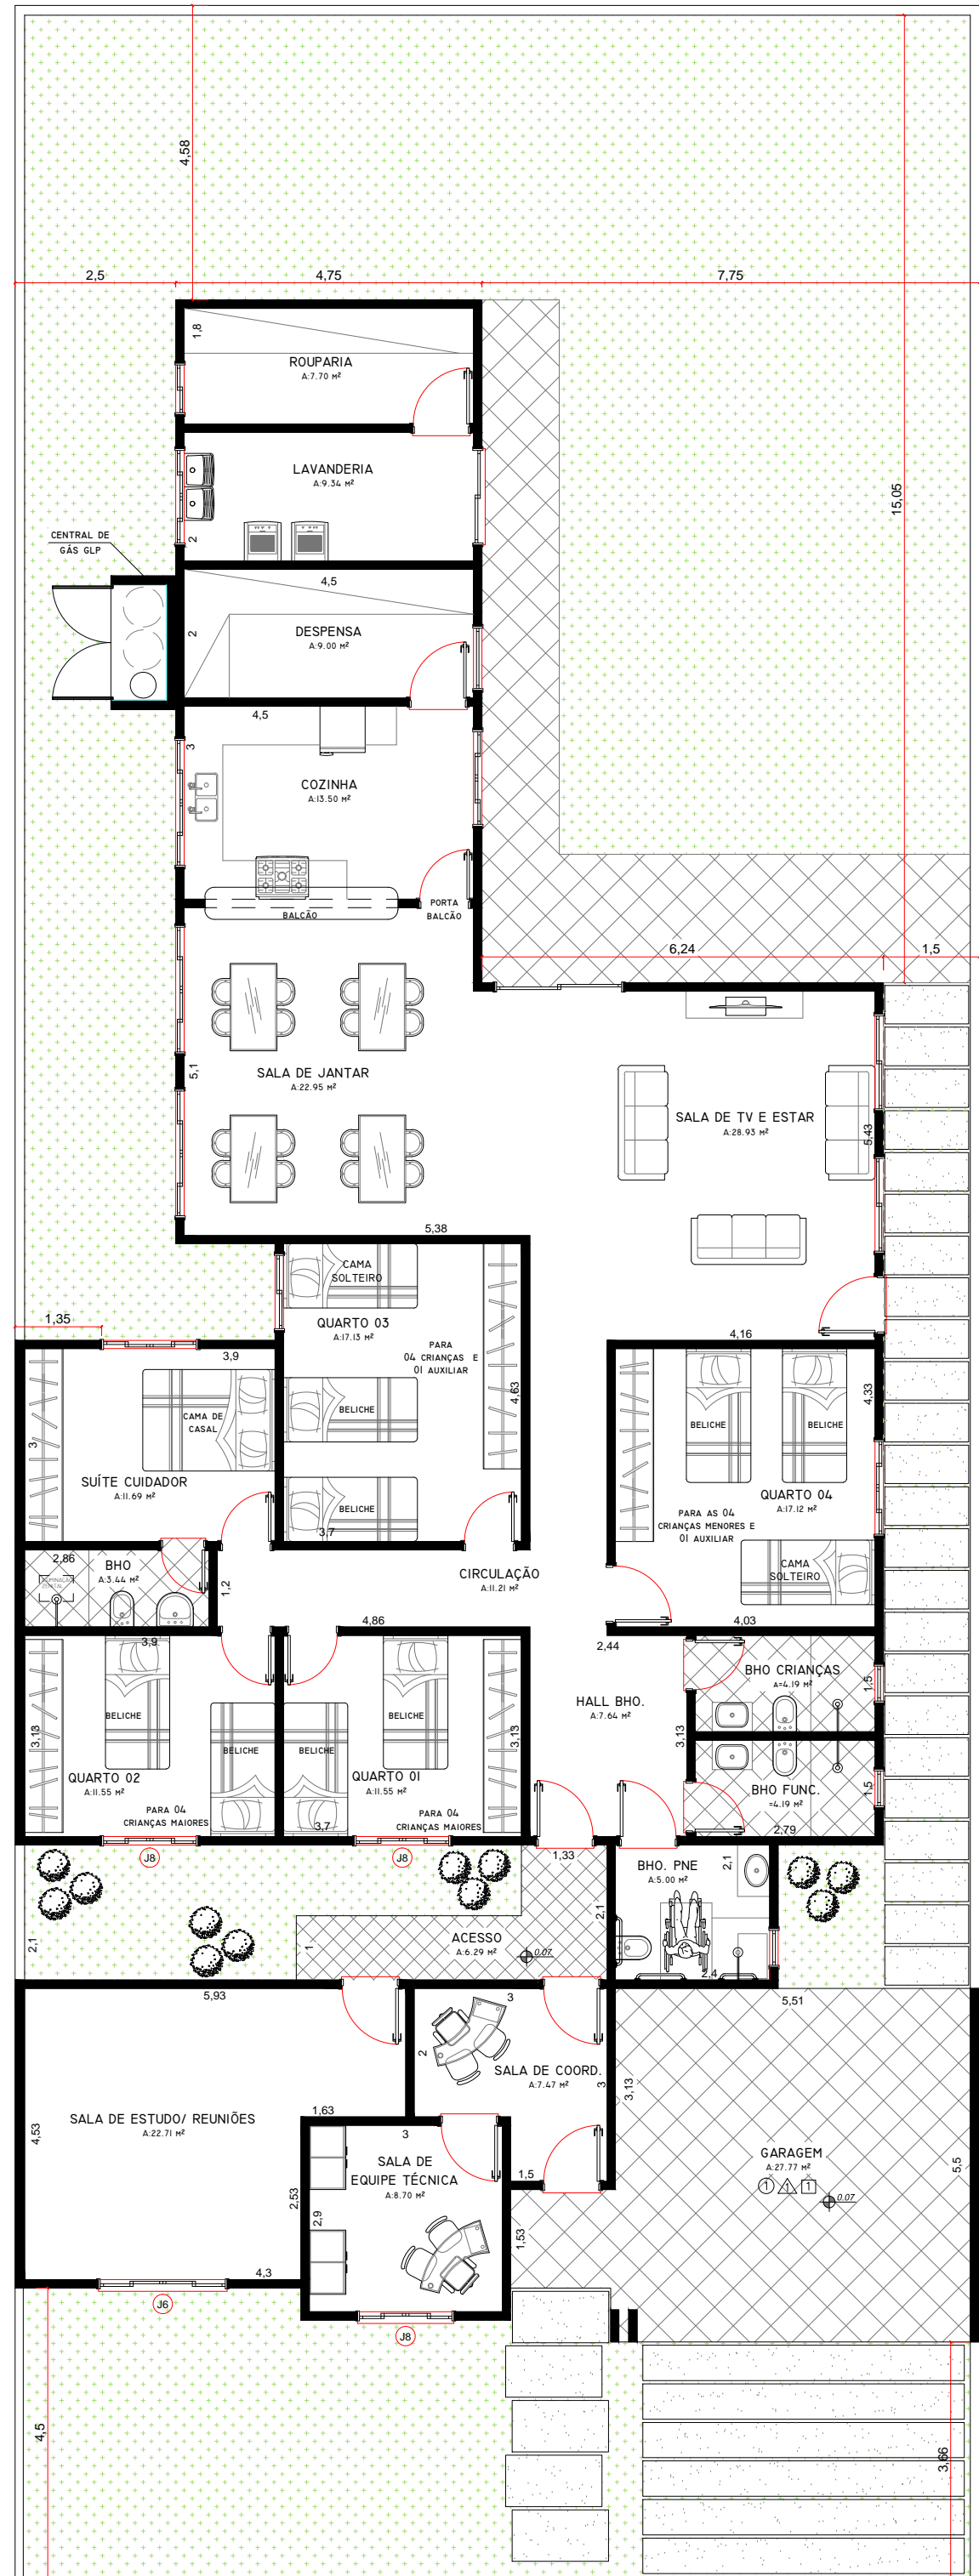 4,58
2,5
4,75
7,75
1,8
ROUPARIA
A:7.70 M²
LAVANDERIA
A:9.34 M²
15,05
2
CENTRAL DE
GÁS GLP
4,5
DESPENSA
A:9.00 M²
2
4,5
3
COZINHA
A:13.50 M²
PORTA
BALCÃO
BALCÃO
6,24
1,5
5,1
SALA DE JANTAR
A:22.95 M²
SALA DE TV E ESTAR
A:28.93 M²
5,43
5,38
CAMA
SOLTEIRO
1,35
QUARTO 03
A:17.13 M²
PARA
04 CRIANÇAS E
01 AUXILIAR
4,16
3,9
4,63
4,33
CAMA DE
CASAL
BELICHE
BELICHE
BELICHE
3
SUÍTE CUIDADOR
A:11.69 M²
QUARTO 04
A:17.12 M²
BELICHE
PARA AS 04
CRIANÇAS MENORES E
01 AUXILIAR
3,7
2,86
BHO
A:3.44 M²
CIRCULAÇÃO
A:11.21 M²
CAMA
SOLTEIRO
1,2
4,86
4,03
3,9
2,44
BHO CRIANÇAS
A=4.19 M²
1,5
BELICHE
HALL BHO.
A:7.64 M²
3,13
3,13
3,13
BELICHE
BELICHE
BELICHE
QUARTO 02
A:11.55 M²
QUARTO 01
A:11.55 M²
BHO FUNC.
=4.19 M²
1,5
PARA 04
CRIANÇAS MAIORES
3,7
PARA 04
CRIANÇAS MAIORES
2,79
J8
J8
1,33
BHO. PNE
A:5.00 M²
2,1
2,1
2,1
1
ACESSO
A:6.29 M²
0.07
2,4
5,93
3
5,51
2
SALA DE COORD.
A:7.47 M²
3
3,13
SALA DE ESTUDO/ REUNIÕES
A:22.71 M²
4,53
1,63
3
SALA DE
EQUIPE TÉCNICA
A:8.70 M²
GARAGEM
A:27.77 M²
1 1 1
0.07
5,5
1,5
2,53
2,9
1,53
4,3
J6
J8
4,5
3,66